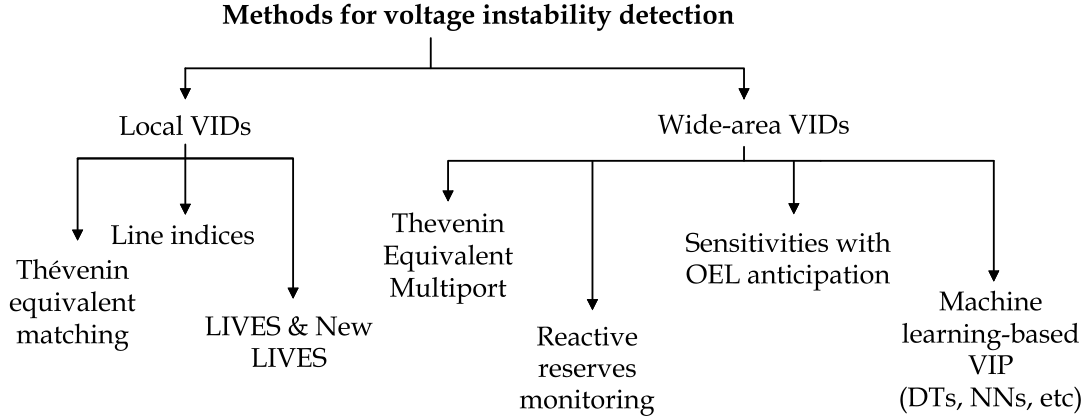 Methods for voltage instability detection
Local VIDs
Wide-area VIDs
Thévenin
equivalent
matching
Line indices
LIVES & New
LIVES
Thevenin
Equivalent
Multiport
Reactive
reserves
monitoring
Sensitivities with
OEL anticipation
Machine
learning-based
VIP
(DTs, NNs, etc)